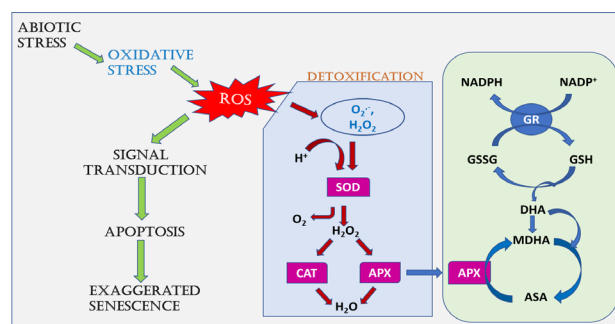 ABIOTIC
STRESS
OXIDATIVE
STRESS
ROS
SIGNAL
TRANSDUCTION
APOPTOSIS
EXAGGERATED
SENESCENCE
DETOXIFICATION
O₂·⁻,
H₂O₂
H⁺
SOD
O₂
H₂O₂
CAT
APX
H₂O
NADPH
NADP⁺
GR
GSSG
GSH
DHA
MDHA
APX
ASA